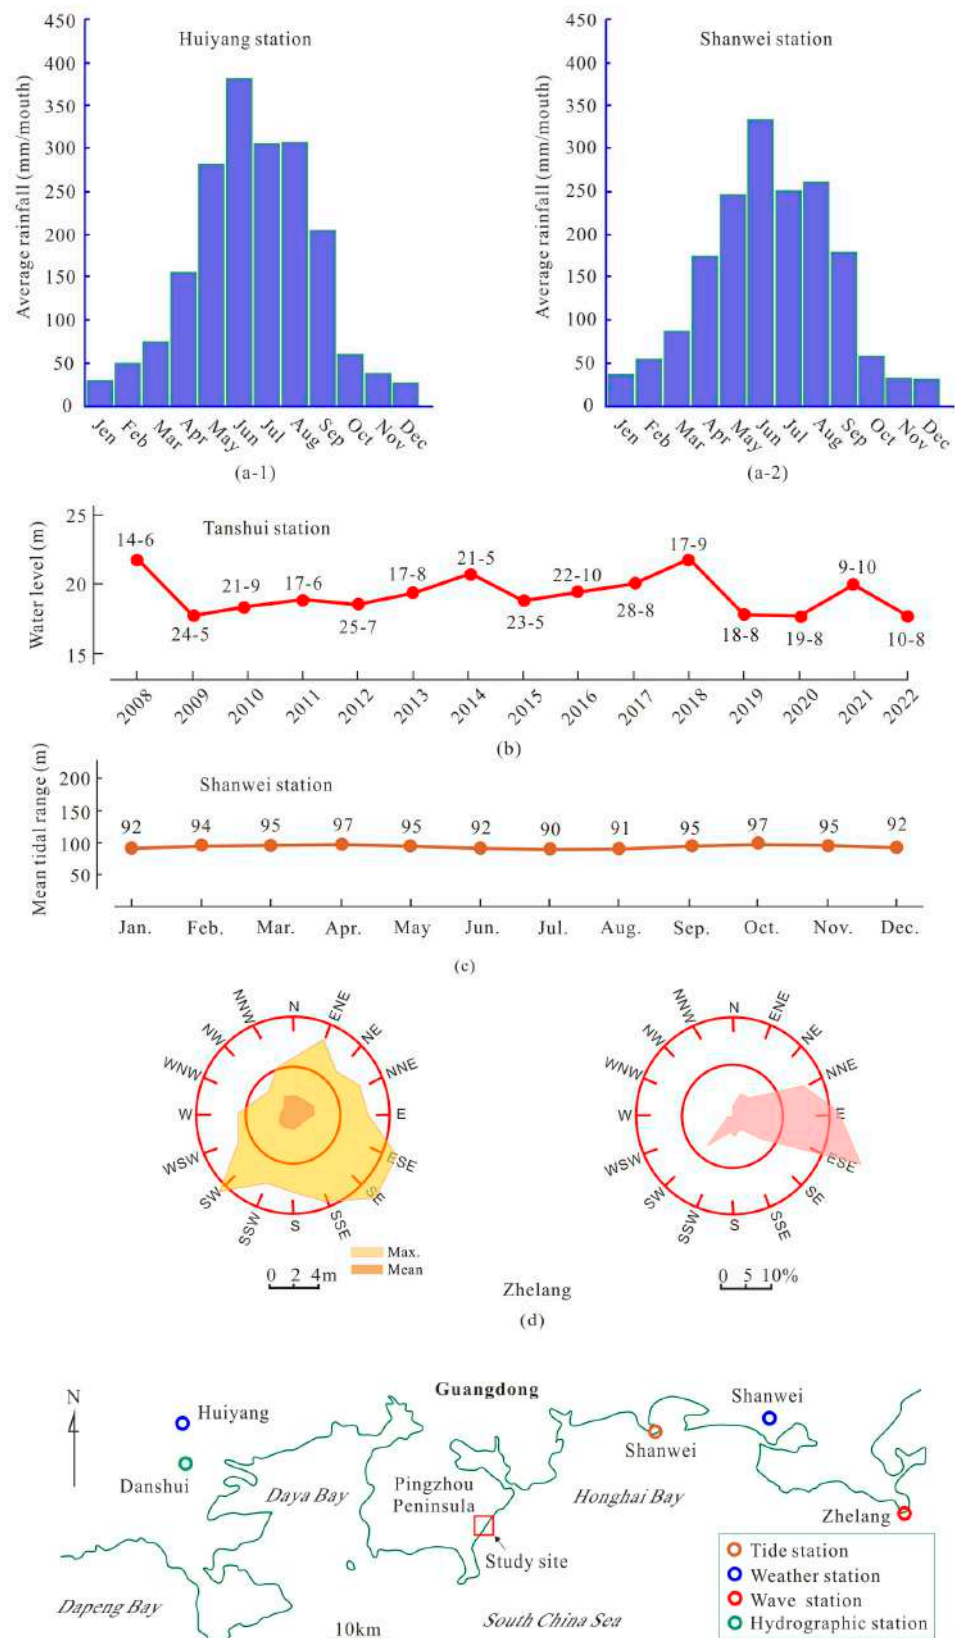 Huiyang station
Average rainfall (mm/mouth)
450
400
350
300
250
200
150
100
50
0
Jen Feb Mar Apr May Jun Jul Aug Sep Oct Nov Dec
(a-1)
Shanwei station
Average rainfall (mm/mouth)
450
400
350
300
250
200
150
100
50
0
Jen Feb Mar Apr May Jun Jul Aug Sep Oct Nov Dec
(a-2)
Tanshui station
Water level (m)
25
20
15
14-6 24-5 21-9 17-6 25-7 17-8 21-5 23-5 22-10 28-8 17-9 18-8 19-8 9-10 10-8
2008 2009 2010 2011 2012 2013 2014 2015 2016 2017 2018 2019 2020 2021 2022
(b)
Shanwei station
Mean tidal range (m)
200
150
100
50
92 94 95 97 95 92 90 91 95 97 95 92
Jan. Feb. Mar. Apr. May Jun. Jul. Aug. Sep. Oct. Nov. Dec.
(c)
N ENE NE NNE E ESE SE SSE S SSW SW WSW W WNW NW NNW
Max.
Mean
0 2 4m
N ENE NE NNE E ESE SE SSE S SSW SW WSW W WNW NW NNW
0 5 10%
Zhelang
(d)
N
Guangdong
Huiyang
Danshui
Daya Bay
Pingzhou
Peninsula
Study site
Honghai Bay
Shanwei
Shanwei
Zhelang
Dapeng Bay
10km
South China Sea
Tide station
Weather station
Wave station
Hydrographic station